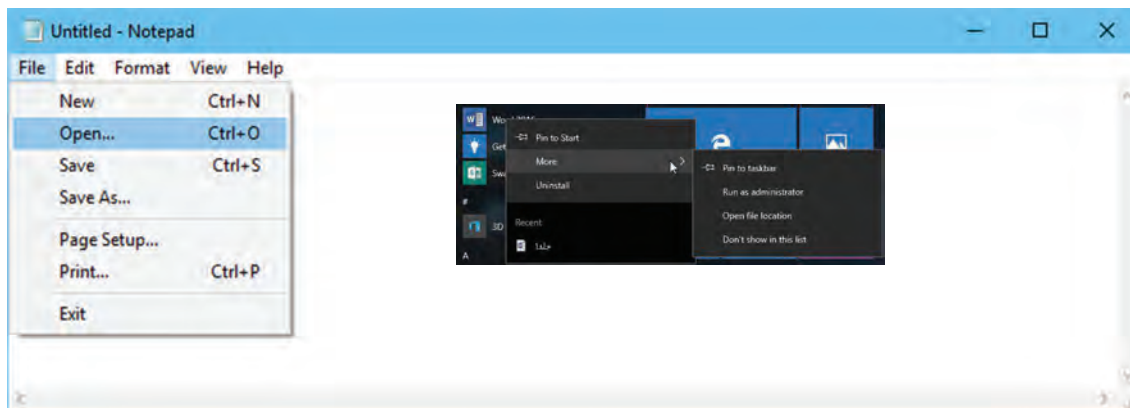 Untitled - Notepad
File Edit Format View Help
New Ctrl+N
Open... Ctrl+O
Save Ctrl+S
Save As...
Page Setup...
Print... Ctrl+P
Exit
W
Pin to Start
More
Uninstall
Recent
#
3D
A
Pin to taskbar
Run as administrator
Open file location
Don't show in this list